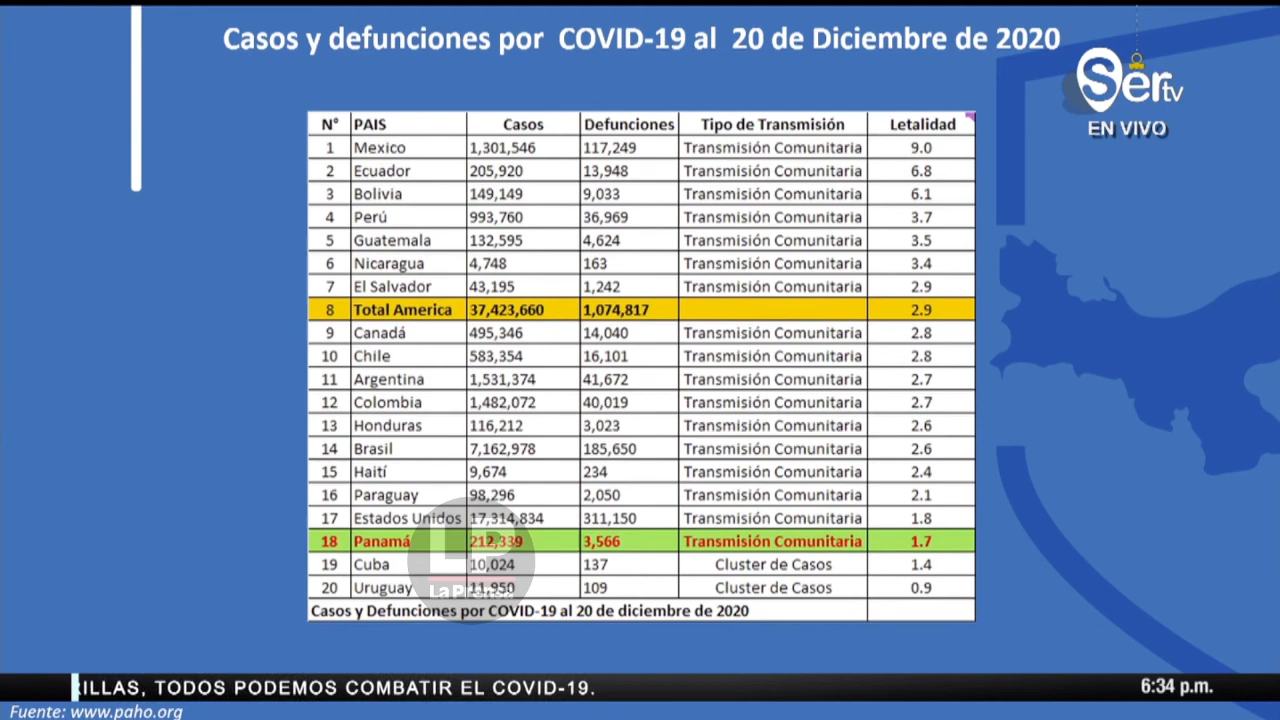 Casos y defunciones por COVID-19 al 20 de Diciembre de 2020
Ser tv
EN VIVO
N° PAIS Casos Defunciones Tipo de Transmisión Letalidad
1 Mexico 1,301,546 117,249 Transmisión Comunitaria 9.0
2 Ecuador 205,920 13,948 Transmisión Comunitaria 6.8
3 Bolivia 149,149 9,033 Transmisión Comunitaria 6.1
4 Perú 993,760 36,969 Transmisión Comunitaria 3.7
5 Guatemala 132,595 4,624 Transmisión Comunitaria 3.5
6 Nicaragua 4,748 163 Transmisión Comunitaria 3.4
7 El Salvador 43,195 1,242 Transmisión Comunitaria 2.9
8 Total America 37,423,660 1,074,817 2.9
9 Canadá 495,346 14,040 Transmisión Comunitaria 2.8
10 Chile 583,354 16,101 Transmisión Comunitaria 2.8
11 Argentina 1,531,374 41,672 Transmisión Comunitaria 2.7
12 Colombia 1,482,072 40,019 Transmisión Comunitaria 2.7
13 Honduras 116,212 3,023 Transmisión Comunitaria 2.6
14 Brasil 7,162,978 185,650 Transmisión Comunitaria 2.6
15 Haití 9,674 234 Transmisión Comunitaria 2.4
16 Paraguay 98,296 2,050 Transmisión Comunitaria 2.1
17 Estados Unidos 17,314,834 311,150 Transmisión Comunitaria 1.8
18 Panamá 212,339 3,566 Transmisión Comunitaria 1.7
19 Cuba 10,024 137 Cluster de Casos 1.4
20 Uruguay 11,950 109 Cluster de Casos 0.9
LP
La Prensa
Casos y Defunciones por COVID-19 al 20 de diciembre de 2020
RILLAS, TODOS PODEMOS COMBATIR EL COVID-19.
6:34 p.m.
Fuente: www.paho.org